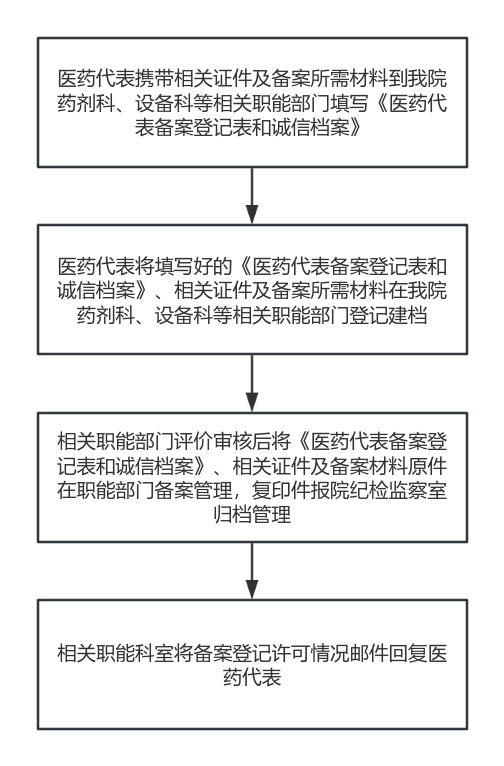 医药代表携带相关证件及备案所需材料到我院
药剂科、设备科等相关职能部门填写《医药代
表备案登记表和诚信档案》
医药代表将填写好的《医药代表备案登记表和
诚信档案》、相关证件及备案所需材料在我院
药剂科、设备科等相关职能部门登记建档
相关职能部门评价审核后将《医药代表备案登
记表和诚信档案》、相关证件及备案材料原件
在职能部门备案管理，复印件报院纪检监察室
归档管理
相关职能科室将备案登记许可情况邮件回复医
药代表